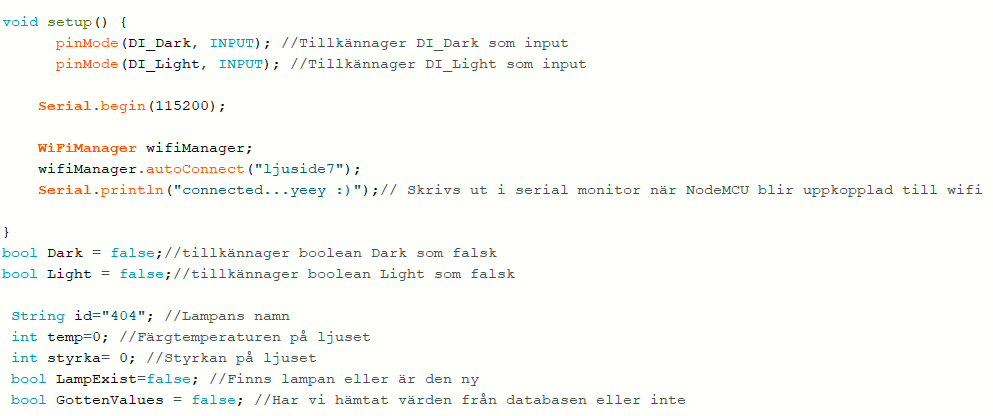 void setup() {
pinMode(DI_Dark, INPUT); //Tillkännager DI_Dark som input
pinMode(DI_Light, INPUT); //Tillkännager DI_Light som input
Serial.begin(115200);
WiFiManager wifiManager;
wifiManager.autoConnect("ljuside7");
Serial.println("connected...yeey :)");// Skrivs ut i serial monitor när NodeMCU blir uppkopplad till wifi
}
bool Dark = false;//tillkännager boolean Dark som falsk
bool Light = false;//tillkännager boolean Light som falsk
String id="404"; //Lampans namn
int temp=0; //Färgtemperaturen på ljuset
int styrka= 0; //Styrkan på ljuset
bool LampExist=false; //Finns lampan eller är den ny
bool GottenValues = false; //Har vi hämtat värden från databasen eller inte